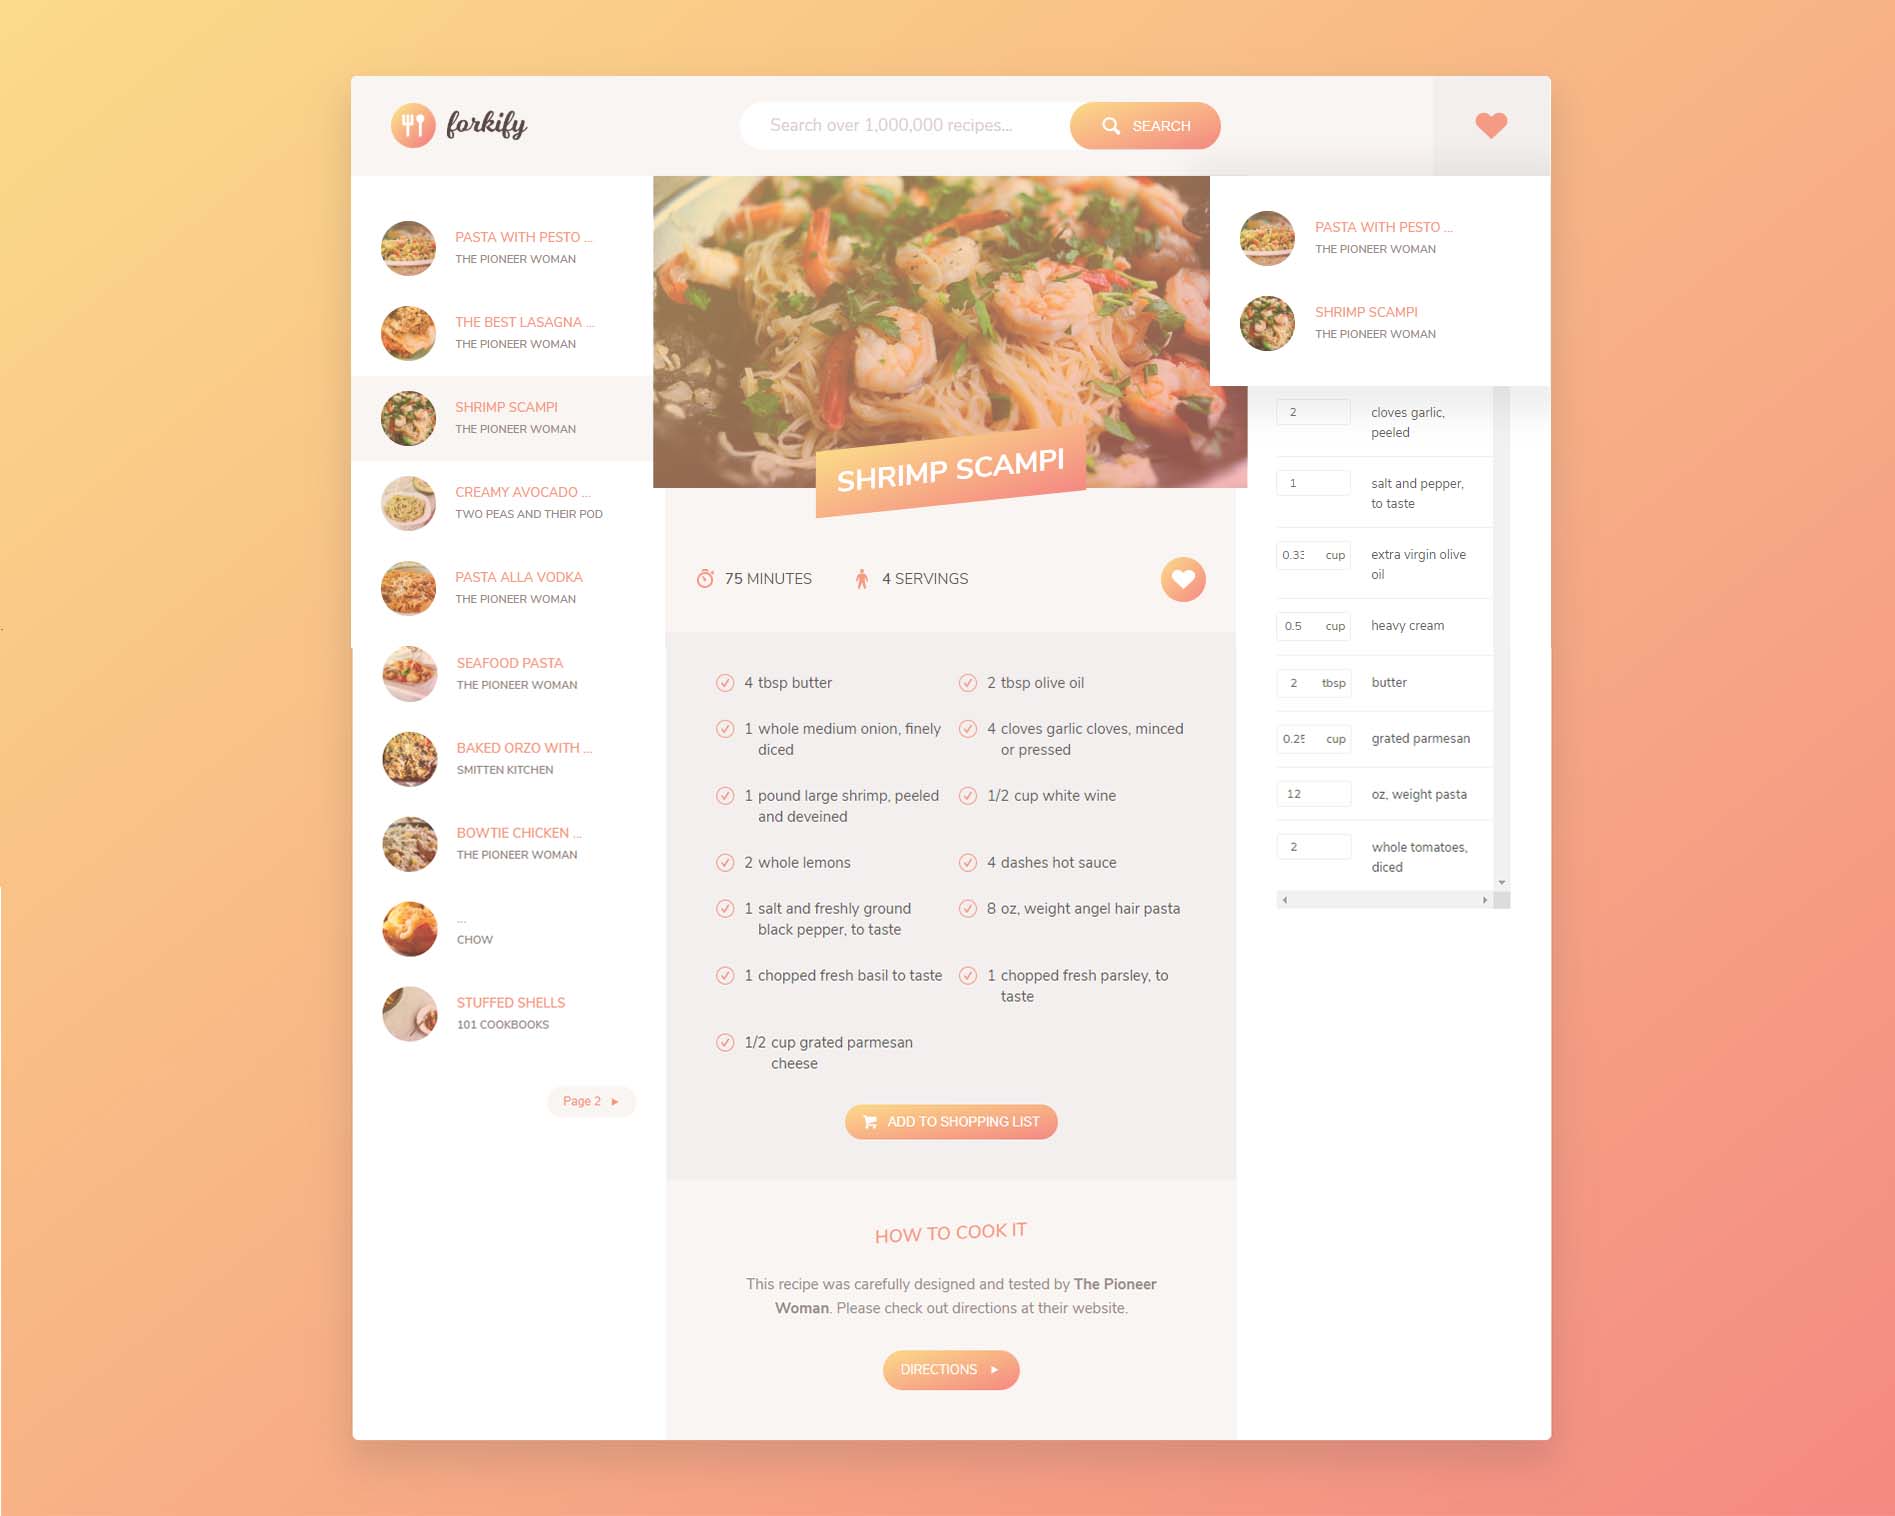 forkify
Search over 1,000,000 recipes...
SEARCH
PASTA WITH PESTO ...
THE PIONEER WOMAN
THE BEST LASAGNA ...
THE PIONEER WOMAN
SHRIMP SCAMPI
THE PIONEER WOMAN
CREAMY AVOCADO ...
TWO PEAS AND THEIR POD
PASTA ALLA VODKA
THE PIONEER WOMAN
SEAFOOD PASTA
THE PIONEER WOMAN
BAKED ORZO WITH ...
SMITTEN KITCHEN
BOWTIE CHICKEN ...
THE PIONEER WOMAN
...
CHOW
STUFFED SHELLS
101 COOKBOOKS
Page 2
SHRIMP SCAMPI
75 MINUTES
4 SERVINGS
4 tbsp butter
2 tbsp olive oil
1 whole medium onion, finely
diced
4 cloves garlic cloves, minced
or pressed
1 pound large shrimp, peeled
and deveined
1/2 cup white wine
2 whole lemons
4 dashes hot sauce
1 salt and freshly ground
black pepper, to taste
8 oz, weight angel hair pasta
1 chopped fresh basil to taste
1 chopped fresh parsley, to
taste
1/2 cup grated parmesan
cheese
ADD TO SHOPPING LIST
HOW TO COOK IT
This recipe was carefully designed and tested by The Pioneer
Woman. Please check out directions at their website.
DIRECTIONS
PASTA WITH PESTO ...
THE PIONEER WOMAN
SHRIMP SCAMPI
THE PIONEER WOMAN
2 cloves garlic,
peeled
1 salt and pepper,
to taste
0.33 cup extra virgin olive
oil
0.5 cup heavy cream
2 tbsp butter
0.25 cup grated parmesan
12 oz, weight pasta
2 whole tomatoes,
diced